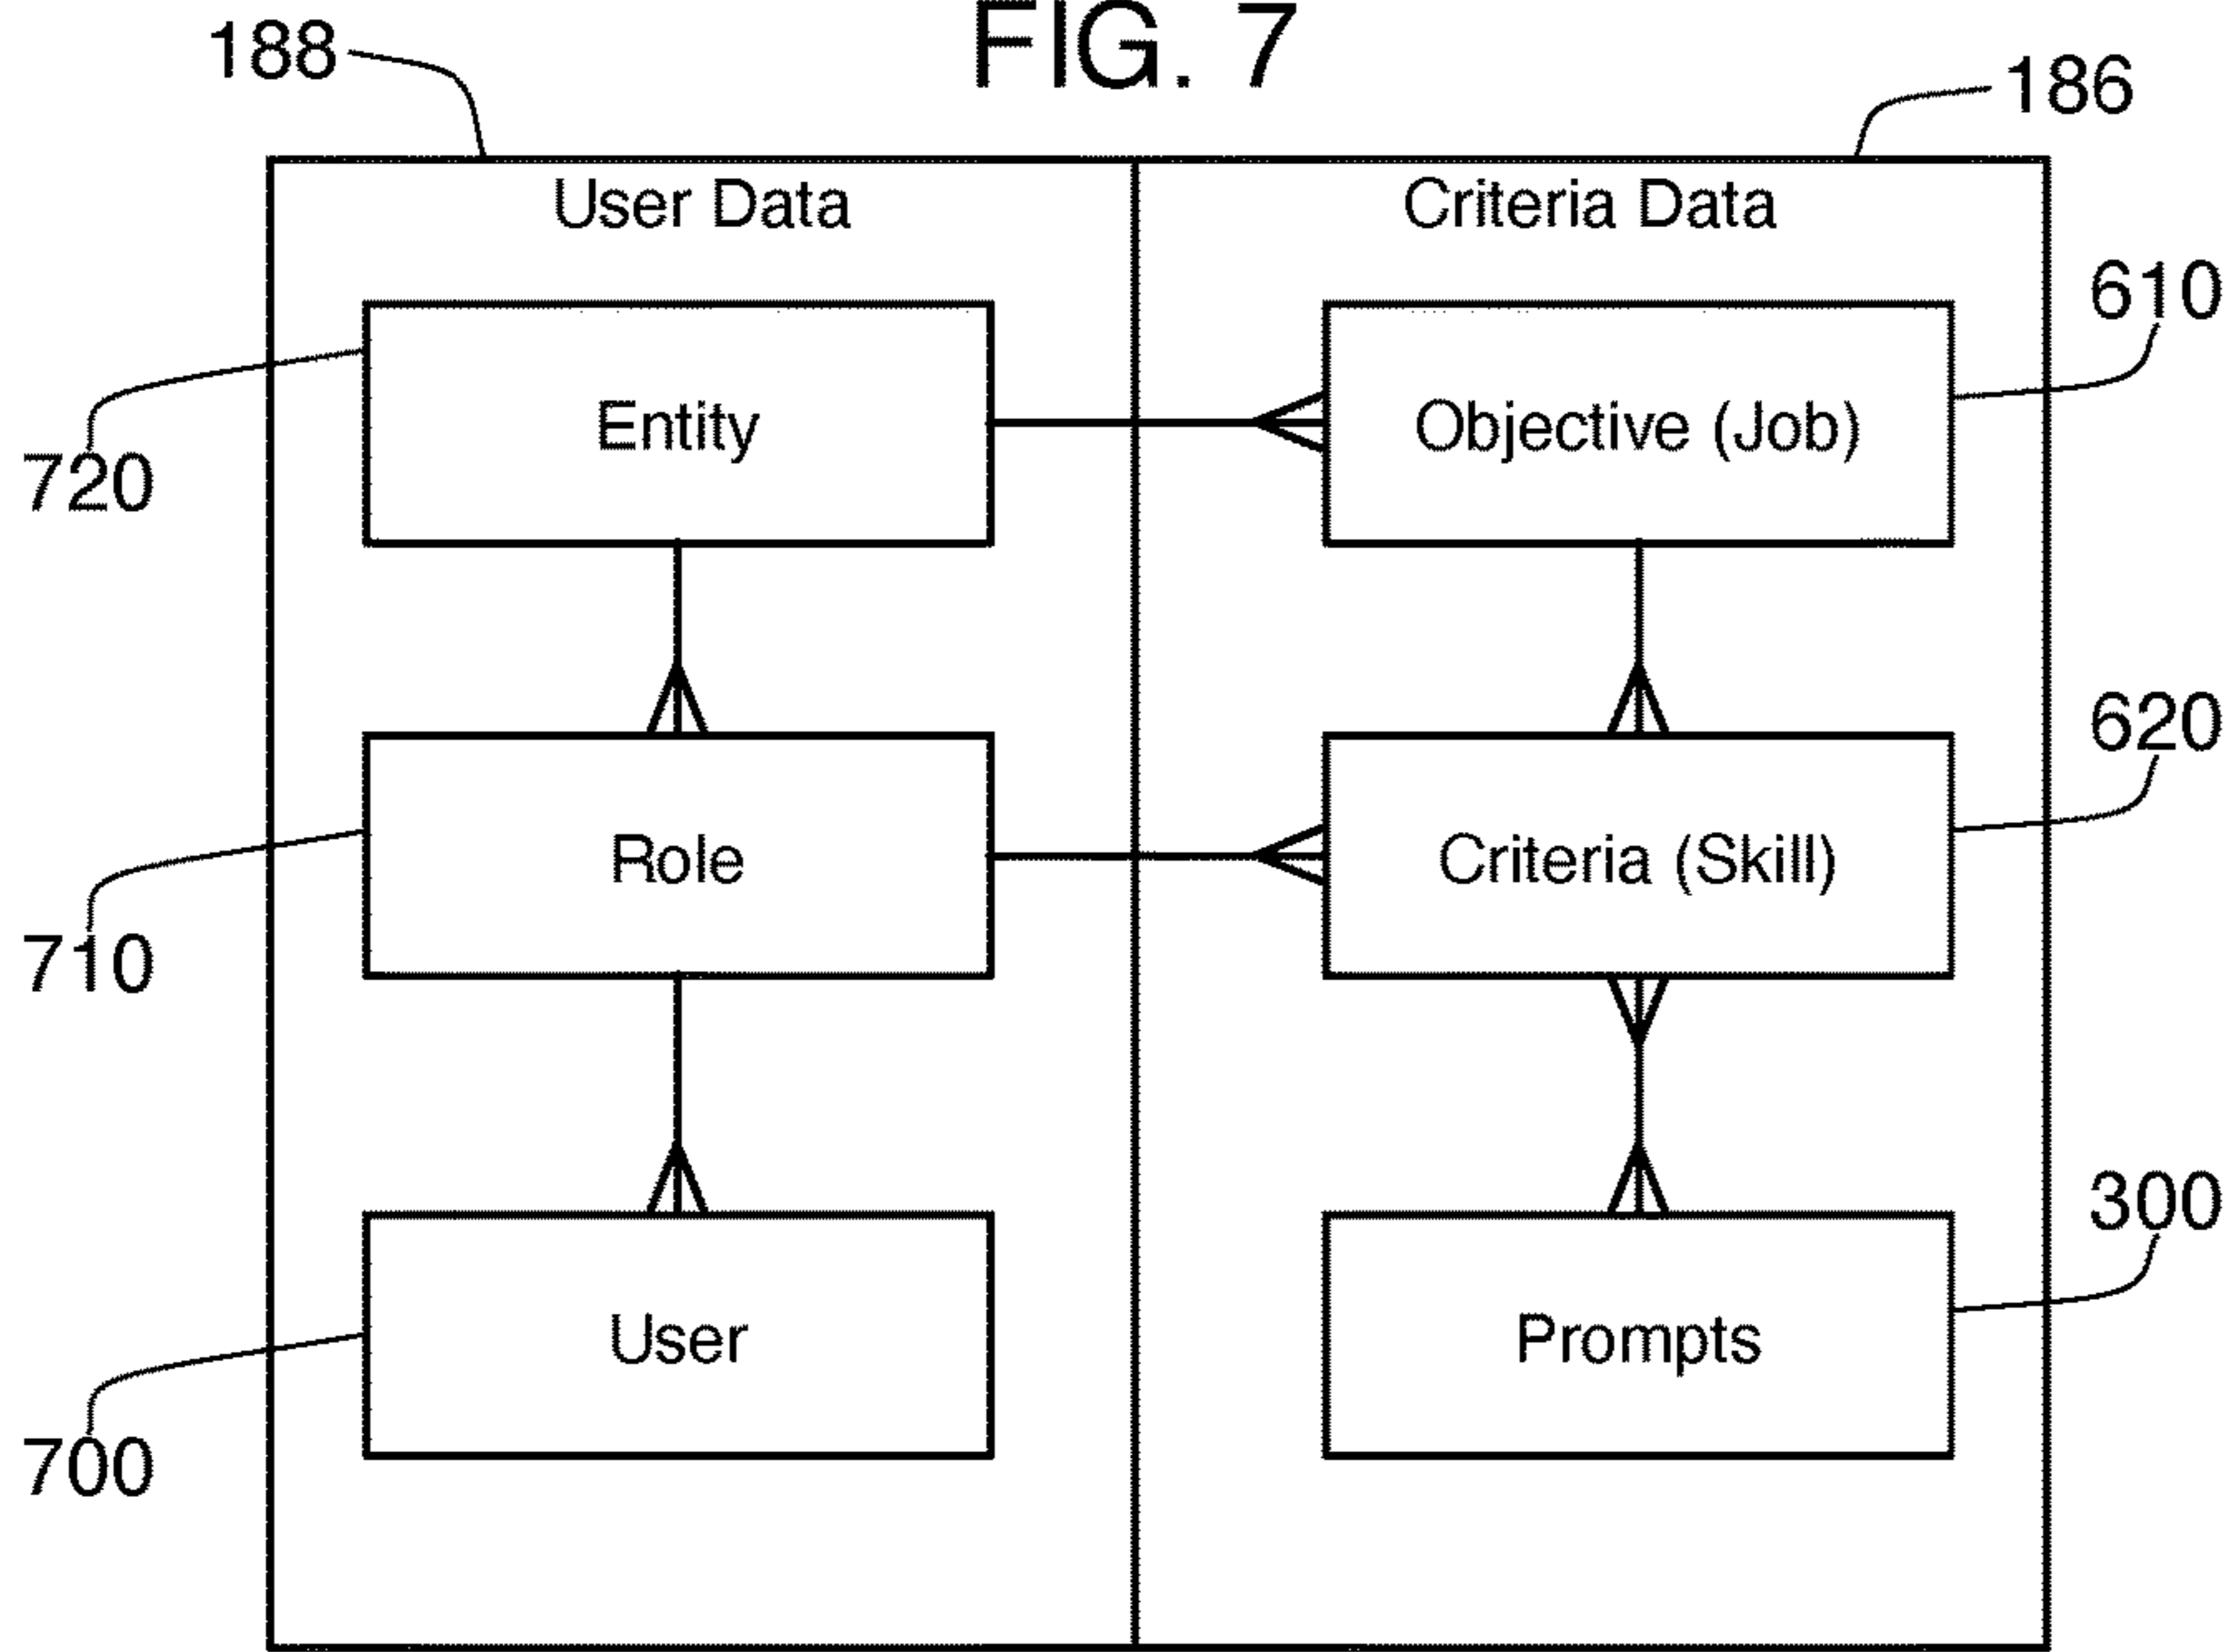 FIG. 7
188
186
User Data
Criteria Data
610
Entity
Objective (Job)
720
620
Role
Criteria (Skill)
710
300
User
Prompts
700